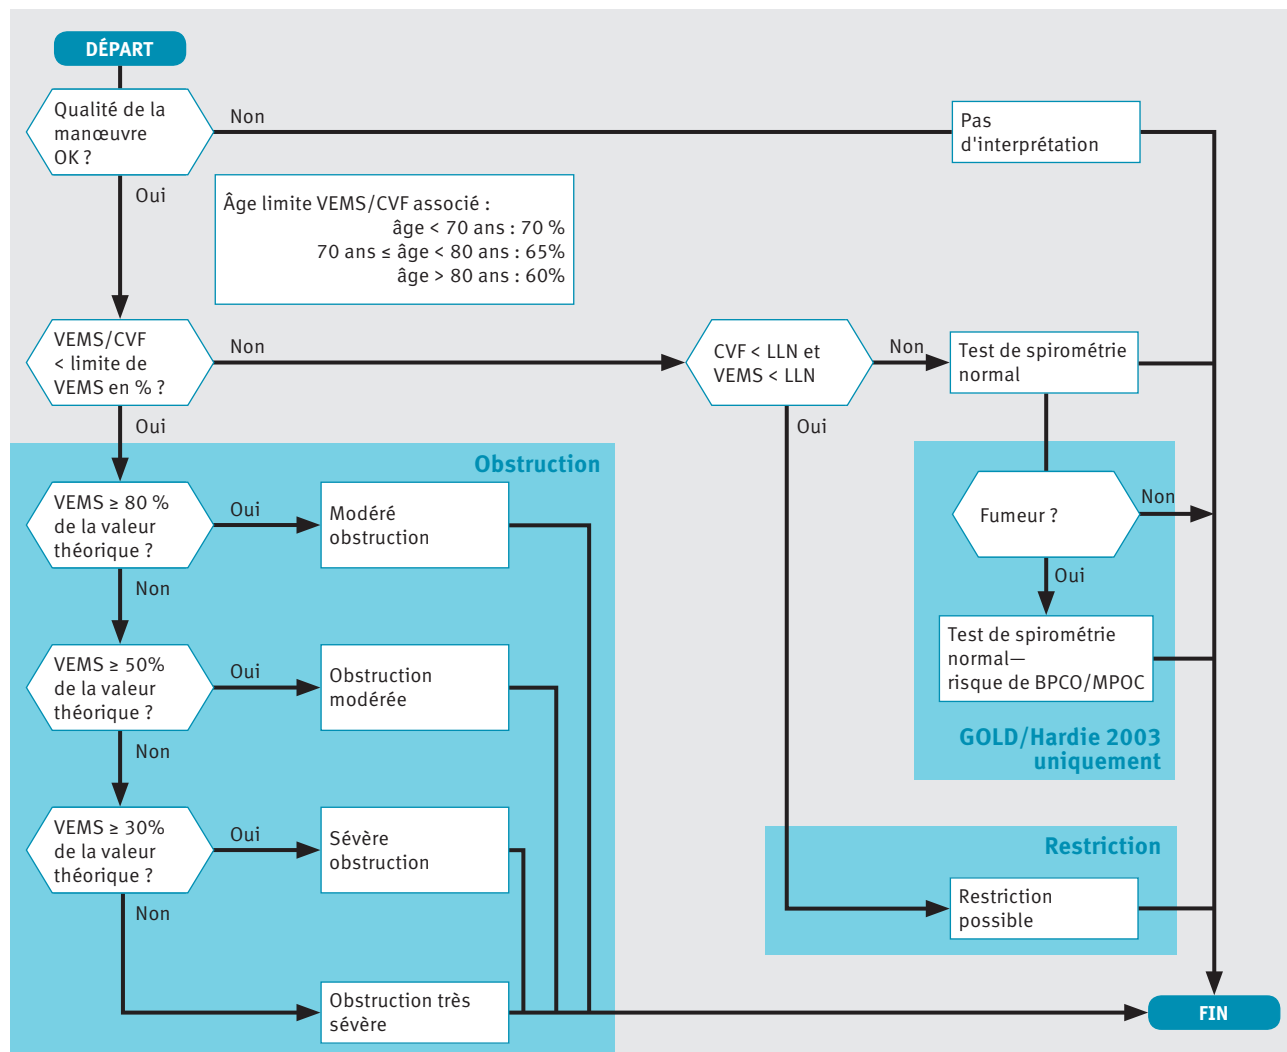 DÉPART
Qualité de la
manœuvre
OK ?
Non
Pas
d'interprétation
Oui
Âge limite VEMS/CVF associé :
âge < 70 ans : 70 %
70 ans ≤ âge < 80 ans : 65%
âge > 80 ans : 60%
VEMS/CVF
< limite de
VEMS en % ?
Non
CVF < LLN et
VEMS < LLN
Non
Test de spirométrie
normal
Oui
Oui
Obstruction
VEMS ≥ 80 %
de la valeur
théorique ?
Oui
Modéré
obstruction
Fumeur ?
Non
Non
Oui
Test de spirométrie
normal—
risque de BPCO/MPOC
VEMS ≥ 50%
de la valeur
théorique ?
Oui
Obstruction
modérée
GOLD/Hardie 2003
uniquement
Non
VEMS ≥ 30%
de la valeur
théorique ?
Oui
Sévère
obstruction
Restriction
Non
Restriction
possible
Obstruction très
sévère
FIN